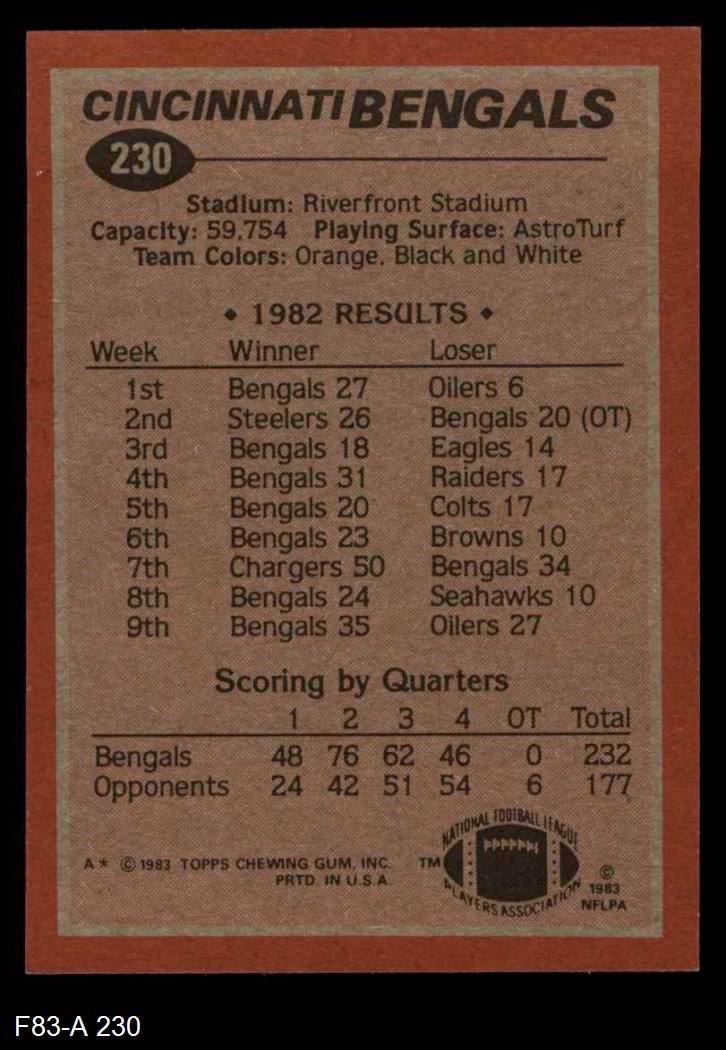 CINCINNATI BENGALS
230
Stadium: Riverfront Stadium
Capacity: 59,754 Playing Surface: AstroTurf
Team Colors: Orange, Black and White
1982 RESULTS
Week Winner Loser
1st Bengals 27 Oilers 6
2nd Steelers 26 Bengals 20 (OT)
3rd Bengals 18 Eagles 14
4th Bengals 31 Raiders 17
5th Bengals 20 Colts 17
6th Bengals 23 Browns 10
7th Chargers 50 Bengals 34
8th Bengals 24 Seahawks 10
9th Bengals 35 Oilers 27
Scoring by Quarters
1 2 3 4 OT Total
Bengals 48 76 62 46 0 232
Opponents 24 42 51 54 6 177
NATIONAL FOOTBALL LEAGUE
PLAYERS ASSOCIATION
A* © 1983 TOPPS CHEWING GUM, INC. TM
PRTD. IN U.S.A.
©
1983
NFLPA
F83-A 230